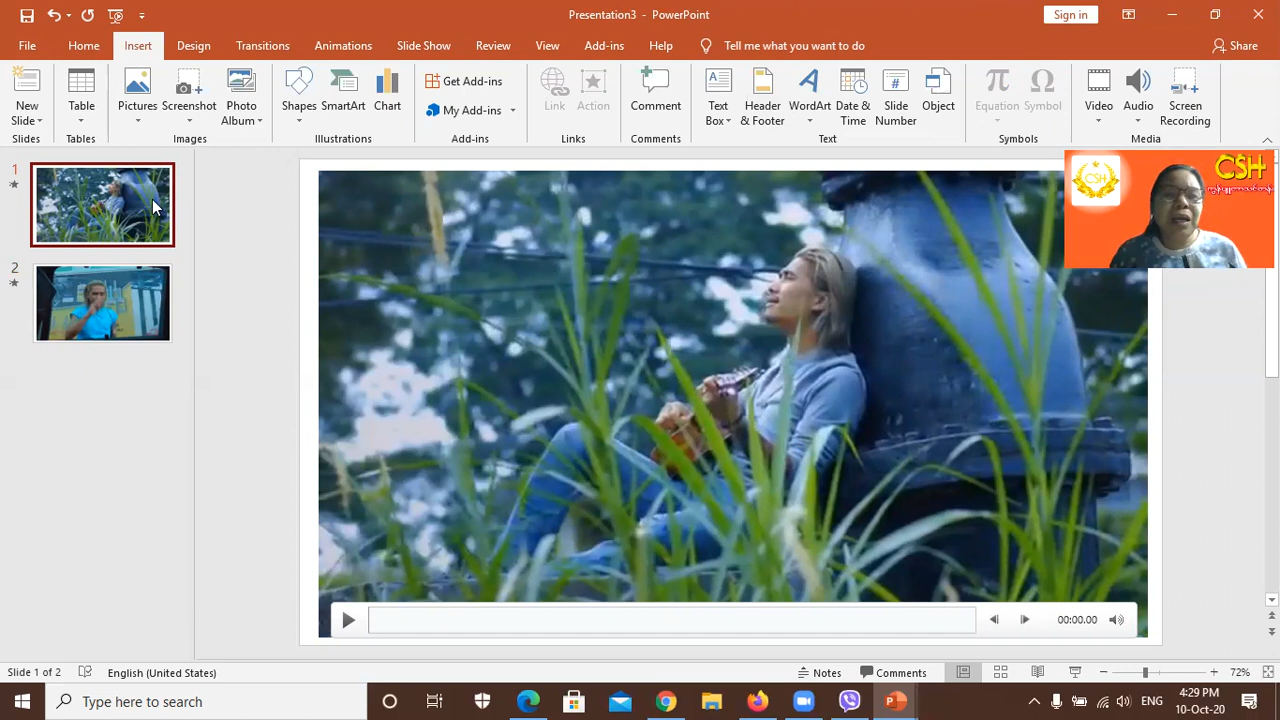 Presentation3 - PowerPoint
Sign in
File
Home
Insert
Design
Transitions
Animations
Slide Show
Review
View
Add-ins
Help
Tell me what you want to do
Share
New Slide
Table
Pictures
Screenshot
Photo Album
Shapes
SmartArt
Chart
Get Add-ins
My Add-ins
Link
Action
Comment
Text Box
Header & Footer
WordArt
Date & Time
Slide Number
Object
Equation
Symbol
Video
Audio
Screen Recording
Slides
Tables
Images
Illustrations
Add-ins
Links
Comments
Text
Symbols
Media
1
2
CSH
CSH
00:00.00
Slide 1 of 2
English (United States)
Notes
Comments
72%
Type here to search
ENG
4:29 PM
10-Oct-20